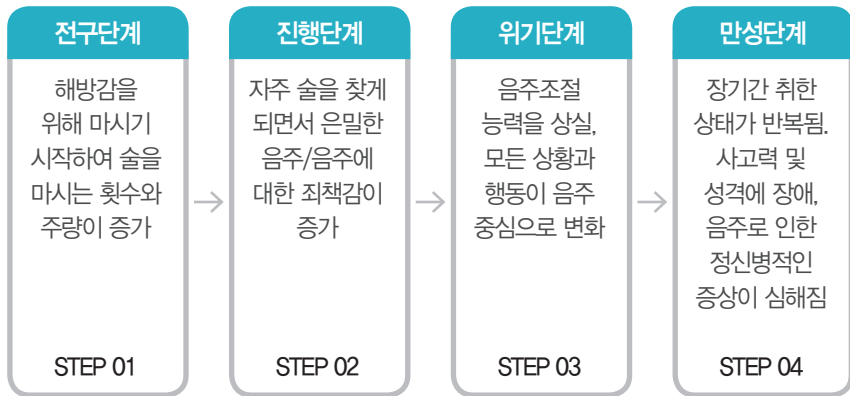 전구단계
해방감을
위해 마시기
시작하여 술을
마시는 횟수와
주량이 증가
STEP 01
진행단계
자주 술을 찾게
되면서 은밀한
음주/음주에
대한 죄책감이
증가
STEP 02
위기단계
음주조절
능력을 상실,
모든 상황과
행동이 음주
중심으로 변화
STEP 03
만성단계
장기간 취한
상태가 반복됨.
사고력 및
성격에 장애,
음주로 인한
정신병적인
증상이 심해짐
STEP 04